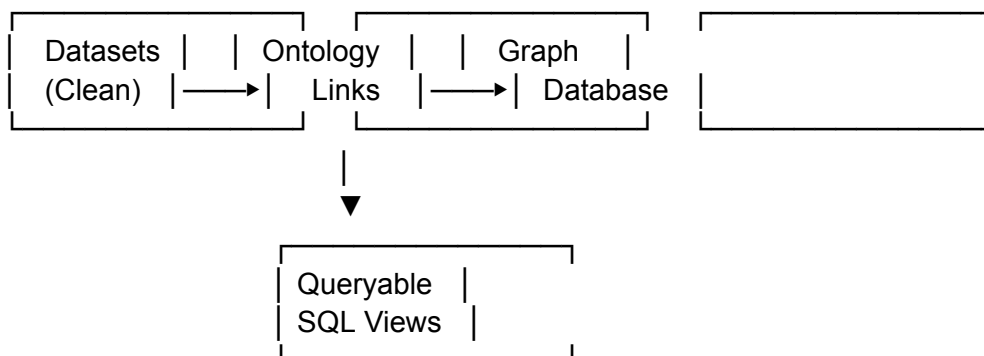 Datasets Ontology Graph
(Clean) Links Database
Queryable
SQL Views